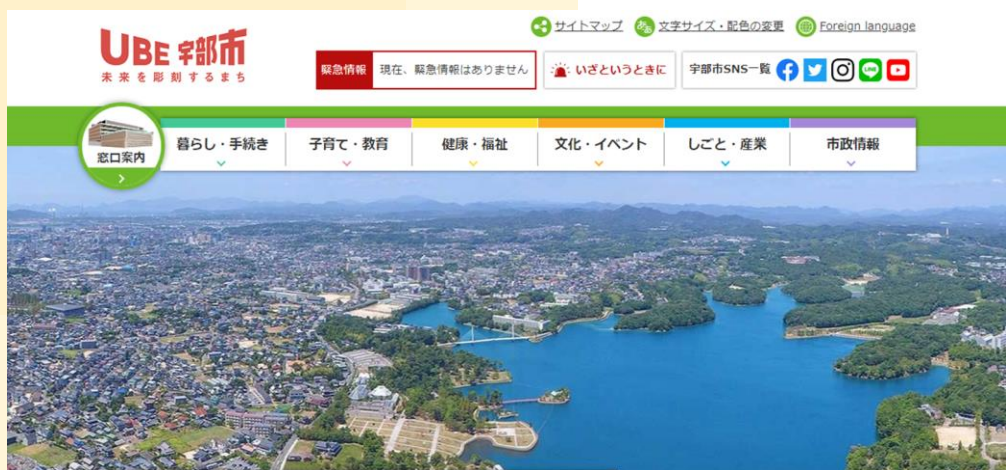 サイトマップ
文字サイズ・配色の変更
Foreign language
UBE 宇部市
未来を彫刻するまち
緊急情報 現在、緊急情報はありません
いざというときに
宇部市SNS一覧
LINE
窓口案内
暮らし・手続き
子育て・教育
健康・福祉
文化・イベント
しごと・産業
市政情報